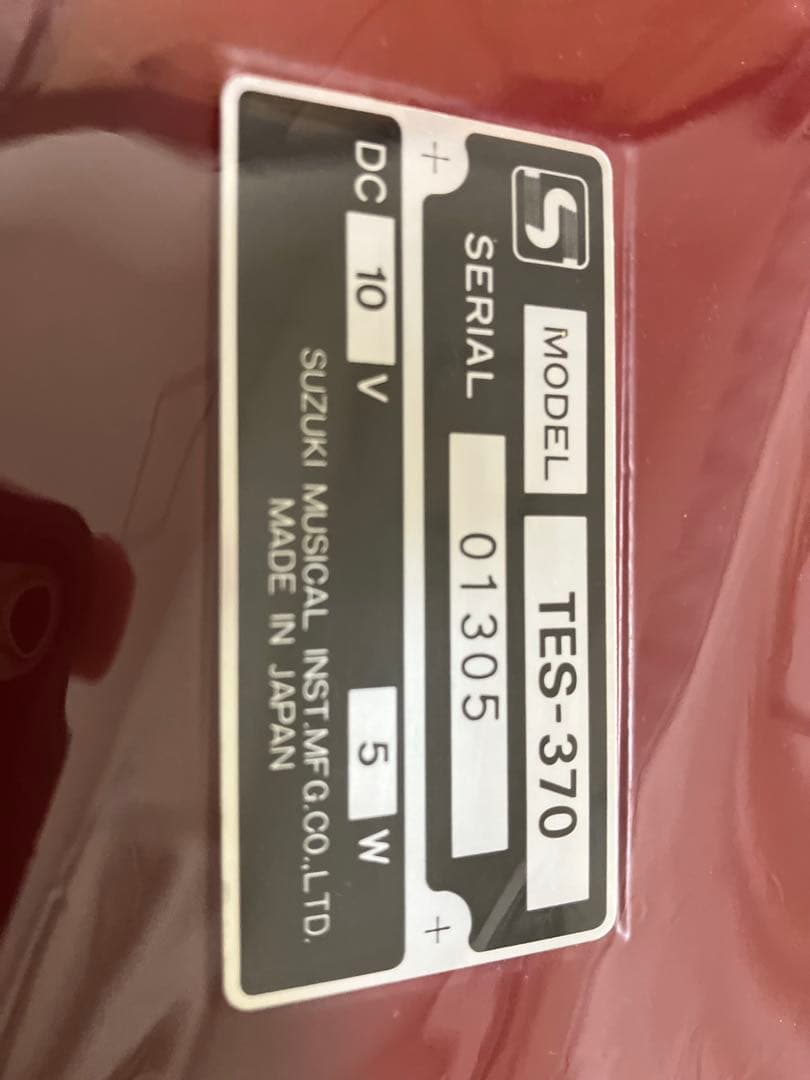 S MODEL TES-370
SERIAL 01305
DC 10 V 5 W
SUZUKI MUSICAL INST.MFG.CO.,LTD.
MADE IN JAPAN